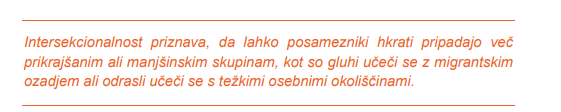 Intersekcionalnost priznava, da lahko posamezniki hkrati pripadajo več
prikrajšanim ali manjšinskim skupinam, kot so gluhi učeči se z migrantskim
ozadjem ali odrasli učeči se s težkimi osebnimi okoliščinami.